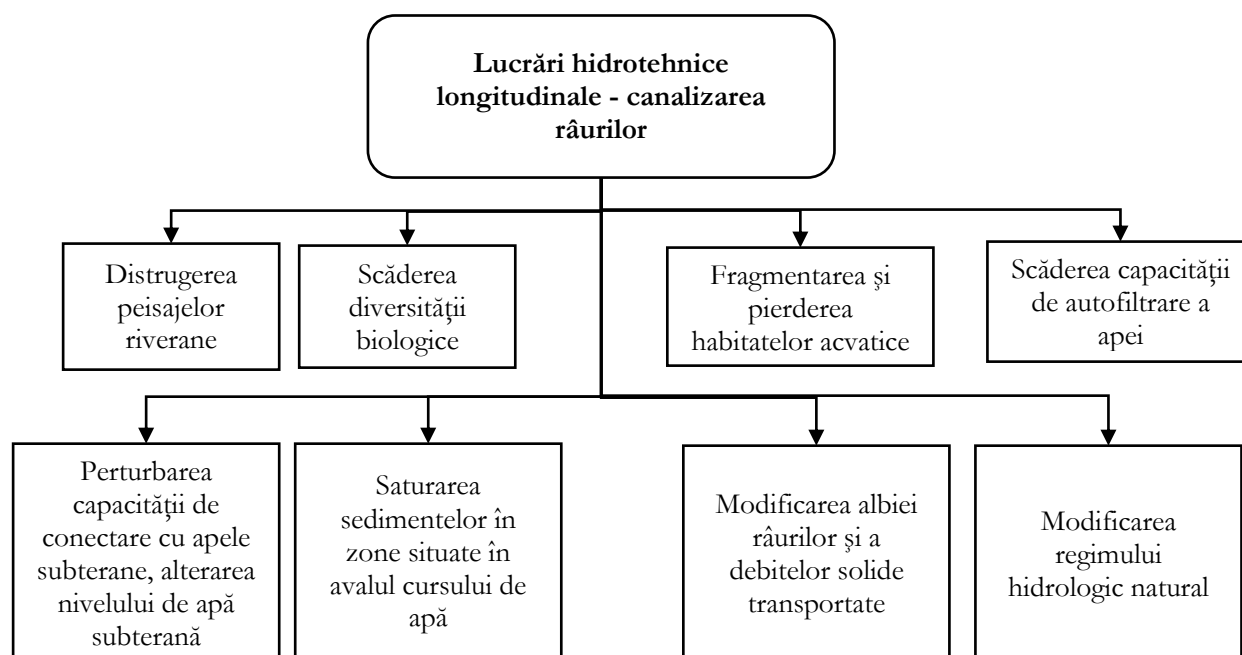 Lucrări hidrotehnice
longitudinale - canalizarea
râurilor
Distrugerea
peisajelor
riverane
Scăderea
diversităţii
biologice
Fragmentarea şi
pierderea
habitatelor acvatice
Scăderea capacităţii
de autofiltrare a
apei
Perturbarea
capacităţii de
conectare cu apele
subterane, alterarea
nivelului de apă
subterană
Saturarea
sedimentelor în
zone situate în
avalul cursului de
apă
Modificarea albiei
râurilor şi a
debitelor solide
transportate
Modificarea
regimului
hidrologic natural